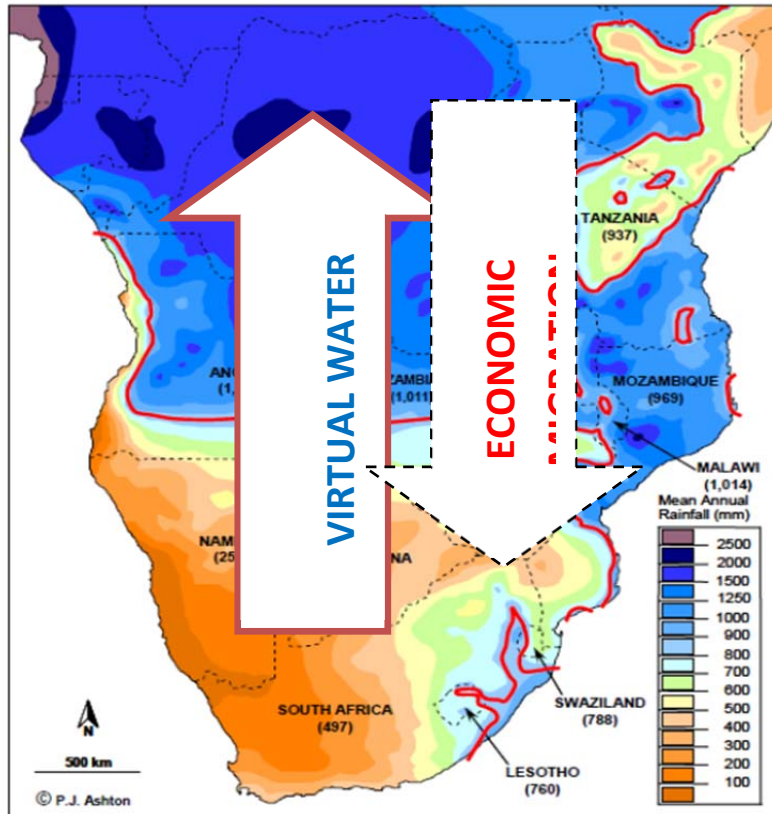 TANZANIA
(937)
VIRTUAL WATER
ECONOMIC
MIGRATION
MOZAMBIQUE
(969)
(1,011
MALAWI
(1,014)
Mean Annual
Rainfall (mm)
2500
2000
1500
1250
1000
900
800
700
600
500
400
300
200
100
SOUTH AFRICA
(497)
SWAZILAND
(788)
LESOTHO
(760)
N
500 km
© P.J. Ashton